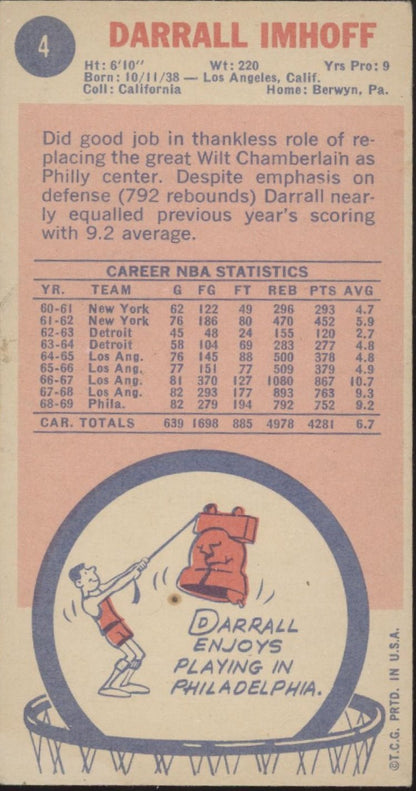 4
DARRALL IMHOFF
Ht: 6'10" Wt: 220 Yrs Pro: 9
Born: 10/11/38 — Los Angeles, Calif.
Coll: California Home: Berwyn, Pa.
Did good job in thankless role of re-
placing the great Wilt Chamberlain as
Philly center. Despite emphasis on
defense (792 rebounds) Darrall near-
ly equalled previous year's scoring
with 9.2 average.
CAREER NBA STATISTICS
YR. TEAM G FG FT REB PTS AVG
60-61 New York 62 122 49 296 293 4.7
61-62 New York 76 186 80 470 452 5.9
62-63 Detroit 45 48 24 155 120 2.7
63-64 Detroit 58 104 69 283 277 4.8
64-65 Los Ang. 76 145 88 500 378 4.8
65-66 Los Ang. 77 151 77 509 379 4.9
66-67 Los Ang. 81 370 127 1080 867 10.7
67-68 Los Ang. 82 293 177 893 763 9.3
68-69 Phila. 82 279 194 792 752 9.2
CAR. TOTALS 639 1698 885 4978 4281 6.7
DARRALL
ENJOYS
PLAYING IN
PHILADELPHIA.
©T.C.G. PRTD. IN U.S.A.